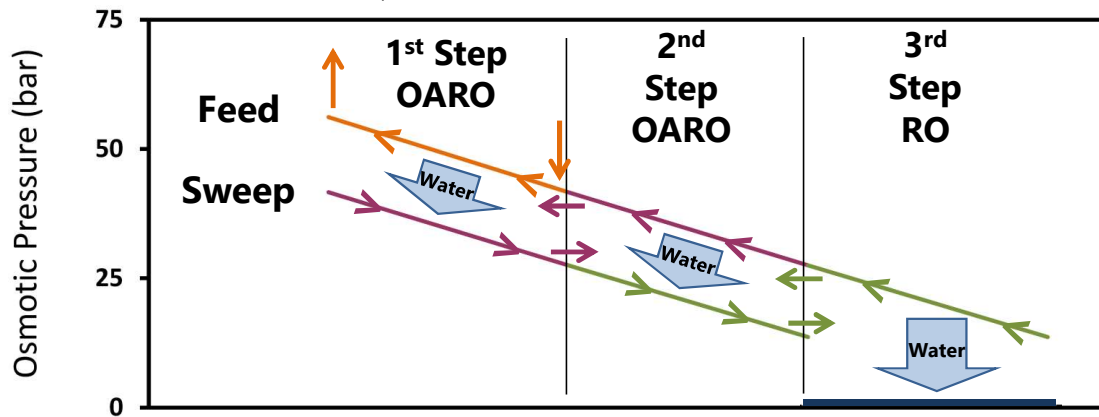 75
50
25
0
Osmotic Pressure (bar)
Feed
Sweep
1st Step
OARO
2nd
Step
OARO
3rd
Step
RO
Water
Water
Water